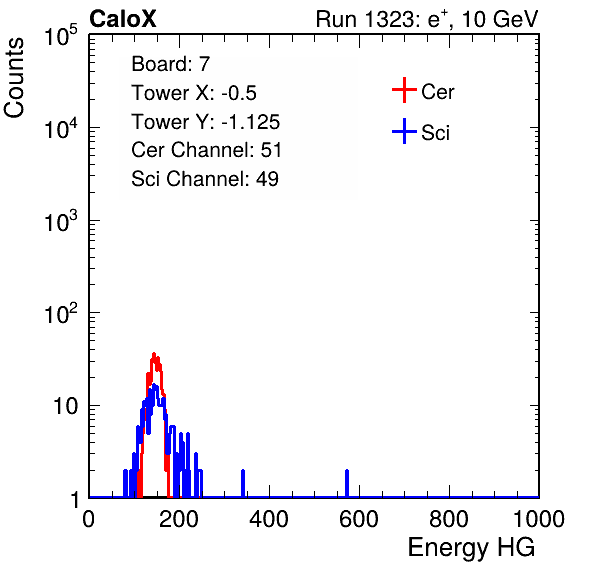 CaloX Run 1323: e⁺, 10 GeV
Counts
Board: 7
Tower X: -0.5
Tower Y: -1.125
Cer Channel: 51
Sci Channel: 49
Cer
Sci
10⁵
10⁴
10³
10²
10
1
0 200 400 600 800 1000
Energy HG